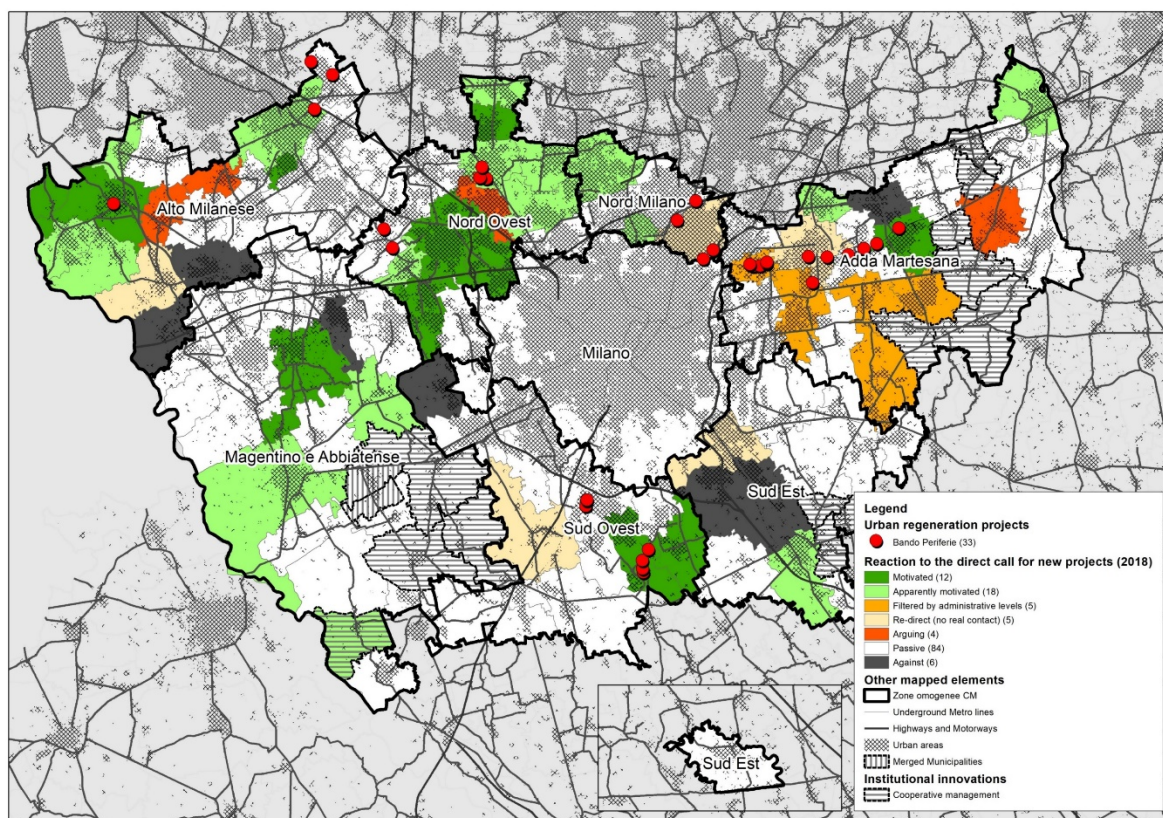 Alto Milanese
Nord Ovest
Nord Milano
Adda Martesana
Milano
Magentino e Abbiatense
Sud Ovest
Sud Est
Sud Est
Legend
Urban regeneration projects
Bando Periferie (33)
Reaction to the direct call for new projects (2018)
Motivated (12)
Apparently motivated (18)
Filtered by administrative levels (5)
Re-direct (no real contact) (5)
Arguing (4)
Passive (84)
Against (6)
Other mapped elements
Zone omogenee CM
Underground Metro lines
Highways and Motorways
Urban areas
Merged Municipalities
Institutional innovations
Cooperative management